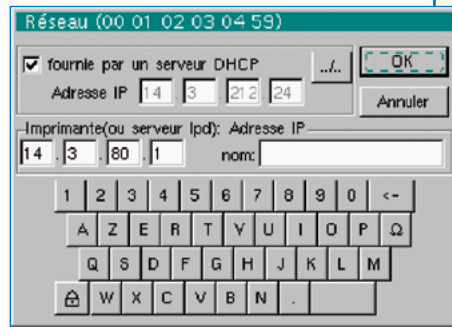 Réseau (00 01 02 03 04 59)
fournie par un serveur DHCP ../.. OK
Adresse IP 14 . 3 . 212 . 24 Annuler
Imprimante(ou serveur lpd): Adresse IP
14 . 3 . 80 . 1 nom:
1 2 3 4 5 6 7 8 9 0 <-
A Z E R T Y U I O P Ω
Q S D F G H J K L M
W X C V B N .